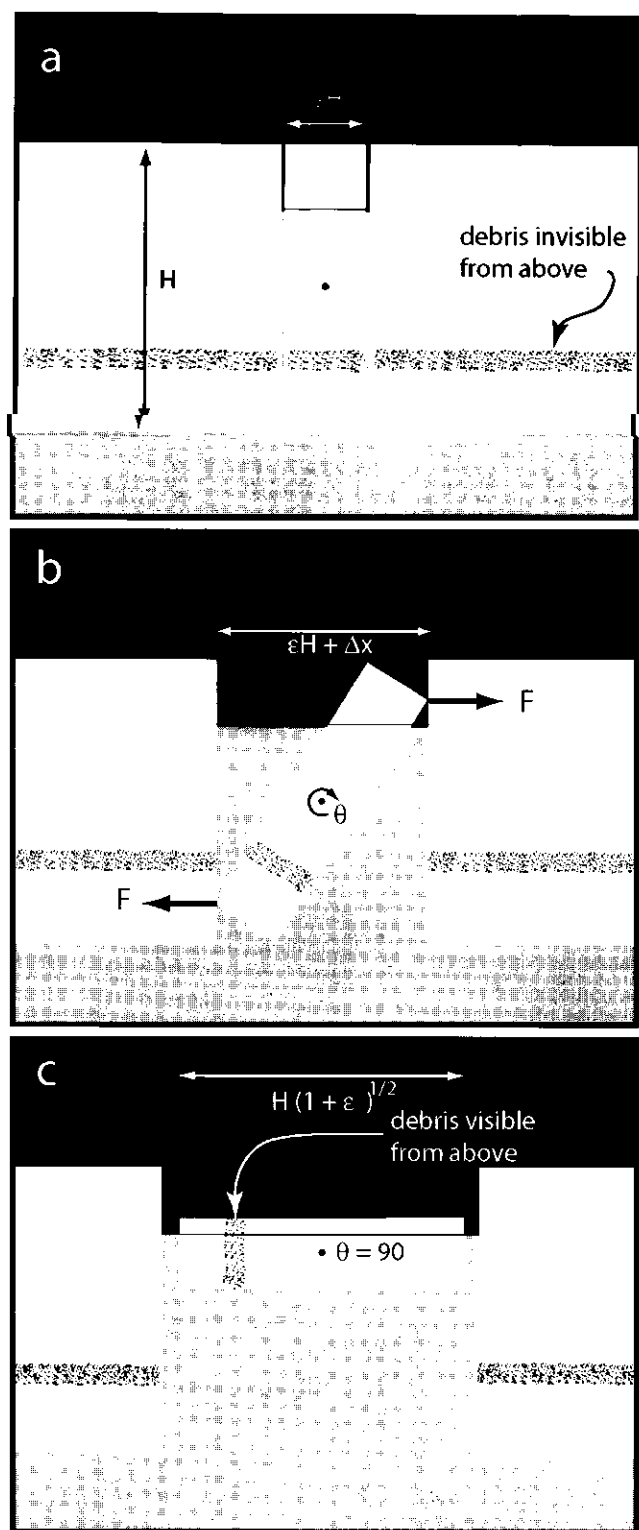 a
H
debris invisible
from above
b
εH + Δx
F
θ
F
c
H (1 + ε )^1/2
debris visible
from above
θ = 90